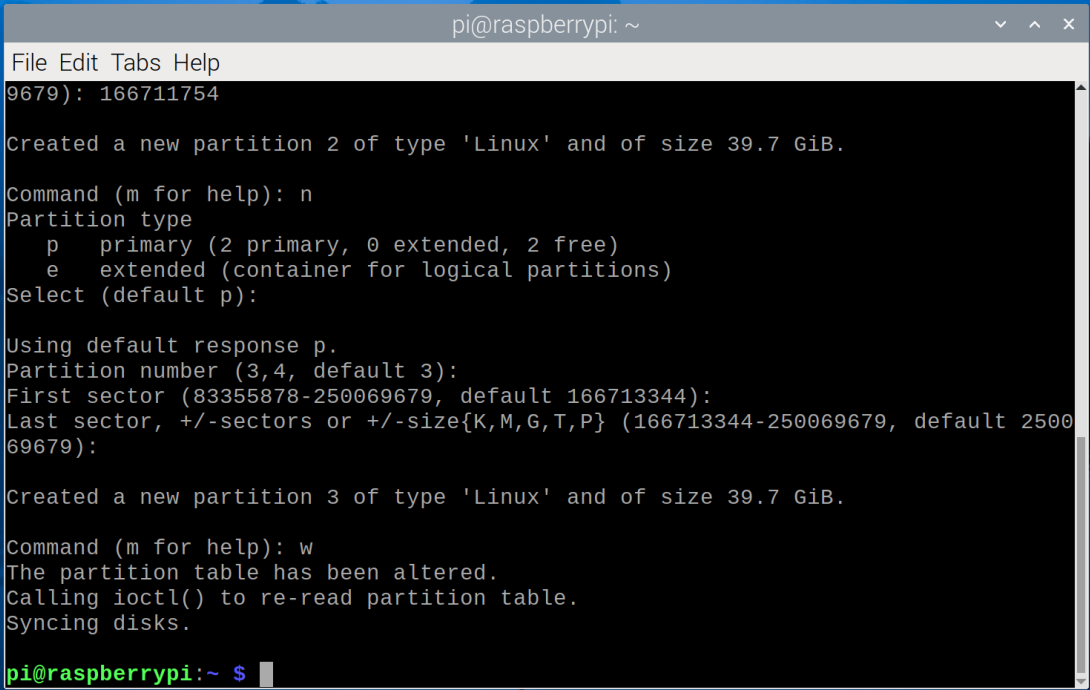 pi@raspberrypi: ~
File Edit Tabs Help
9679): 166711754
Created a new partition 2 of type 'Linux' and of size 39.7 GiB.
Command (m for help): n
Partition type
   p   primary (2 primary, 0 extended, 2 free)
   e   extended (container for logical partitions)
Select (default p):
Using default response p.
Partition number (3,4, default 3):
First sector (83355878-250069679, default 166713344):
Last sector, +/-sectors or +/-size{K,M,G,T,P} (166713344-250069679, default 2500
69679):
Created a new partition 3 of type 'Linux' and of size 39.7 GiB.
Command (m for help): w
The partition table has been altered.
Calling ioctl() to re-read partition table.
Syncing disks.
pi@raspberrypi:~ $